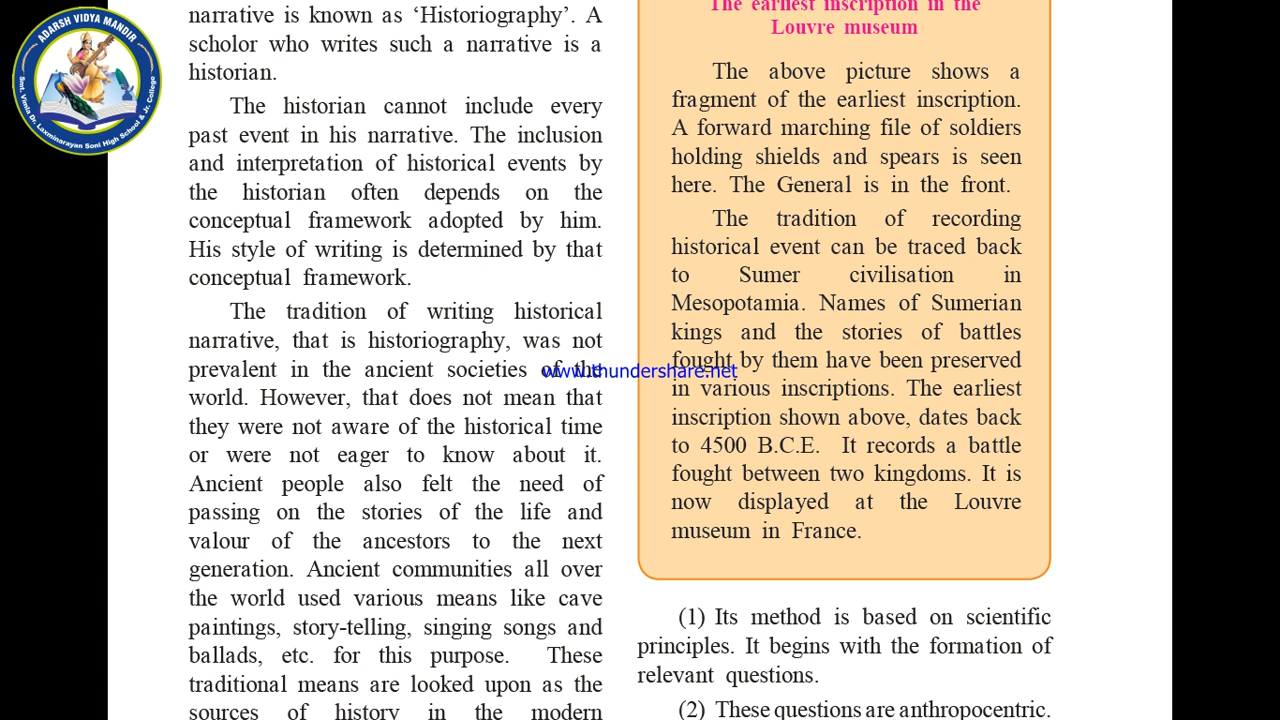 ADARSH VIDYA MANDIR
Smt. Vimla Dr. Laxminarayan Soni High School & Jr. College
narrative is known as ‘Historiography’. A
scholor who writes such a narrative is a
historian.
The historian cannot include every
past event in his narrative. The inclusion
and interpretation of historical events by
the historian often depends on the
conceptual framework adopted by him.
His style of writing is determined by that
conceptual framework.
The tradition of writing historical
narrative, that is historiography, was not
prevalent in the ancient societies of the
world. However, that does not mean that
they were not aware of the historical time
or were not eager to know about it.
Ancient people also felt the need of
passing on the stories of the life and
valour of the ancestors to the next
generation. Ancient communities all over
the world used various means like cave
paintings, story-telling, singing songs and
ballads, etc. for this purpose. These
traditional means are looked upon as the
sources of history in the modern
The earliest inscription in the
Louvre museum
The above picture shows a
fragment of the earliest inscription.
A forward marching file of soldiers
holding shields and spears is seen
here. The General is in the front.
The tradition of recording
historical event can be traced back
to Sumer civilisation in
Mesopotamia. Names of Sumerian
kings and the stories of battles
fought by them have been preserved
in various inscriptions. The earliest
inscription shown above, dates back
to 4500 B.C.E. It records a battle
fought between two kingdoms. It is
now displayed at the Louvre
museum in France.
(1) Its method is based on scientific
principles. It begins with the formation of
relevant questions.
(2) These questions are anthropocentric.
www.thundershare.net